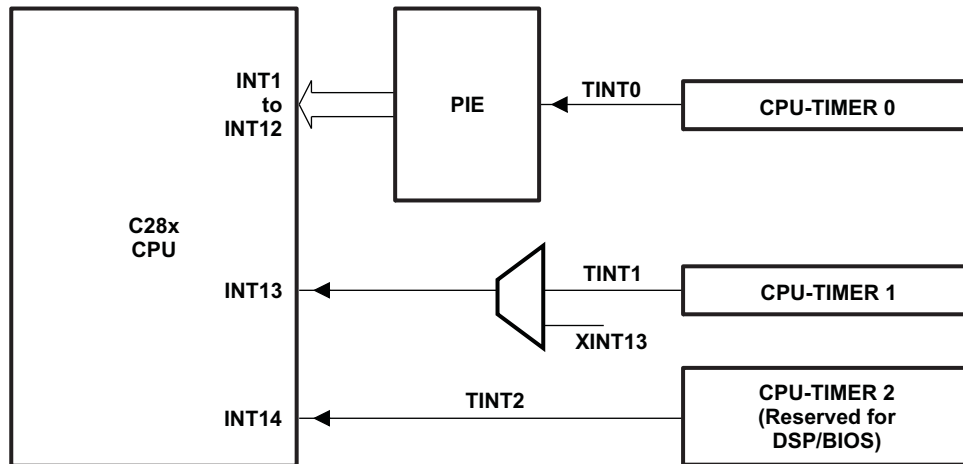 INT1
to
INT12
PIE
TINT0
CPU-TIMER 0
C28x
CPU
INT13
TINT1
CPU-TIMER 1
XINT13
INT14
TINT2
CPU-TIMER 2
(Reserved for
DSP/BIOS)